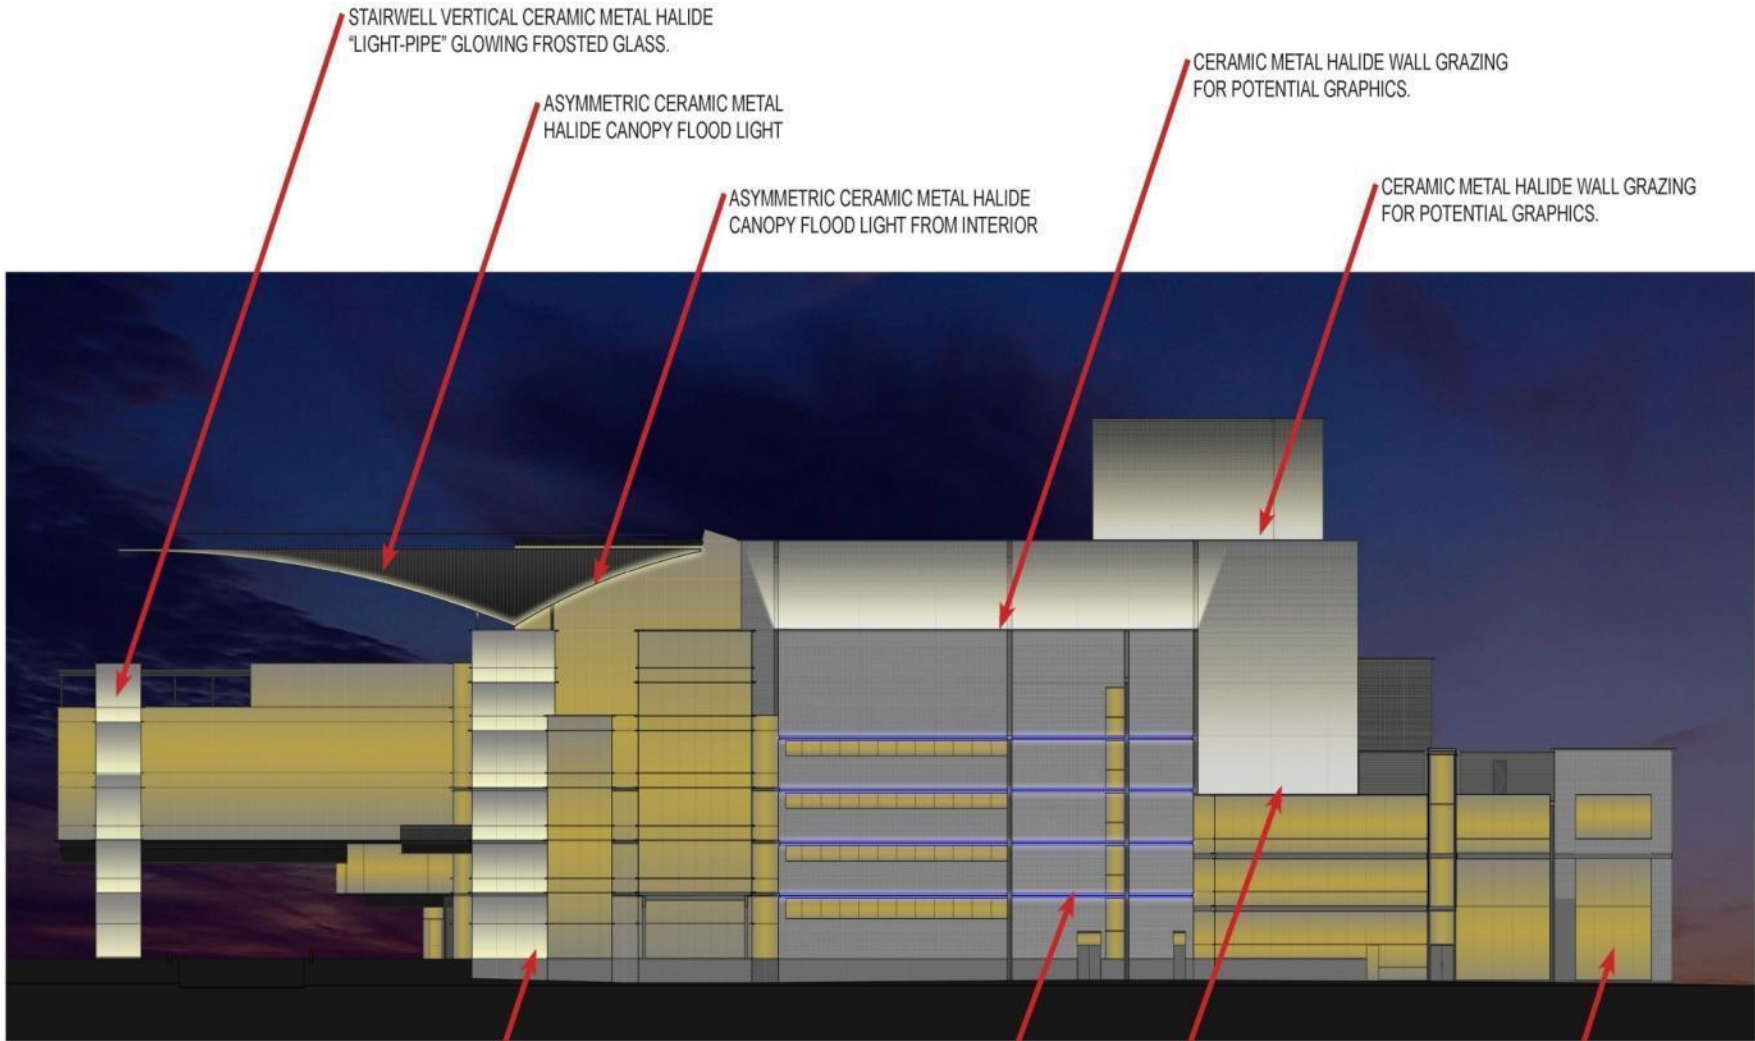 STAIRWELL VERTICAL CERAMIC METAL HALIDE
“LIGHT-PIPE” GLOWING FROSTED GLASS.
ASYMMETRIC CERAMIC METAL
HALIDE CANOPY FLOOD LIGHT
ASYMMETRIC CERAMIC METAL HALIDE
CANOPY FLOOD LIGHT FROM INTERIOR
CERAMIC METAL HALIDE WALL GRAZING
FOR POTENTIAL GRAPHICS.
CERAMIC METAL HALIDE WALL GRAZING
FOR POTENTIAL GRAPHICS.